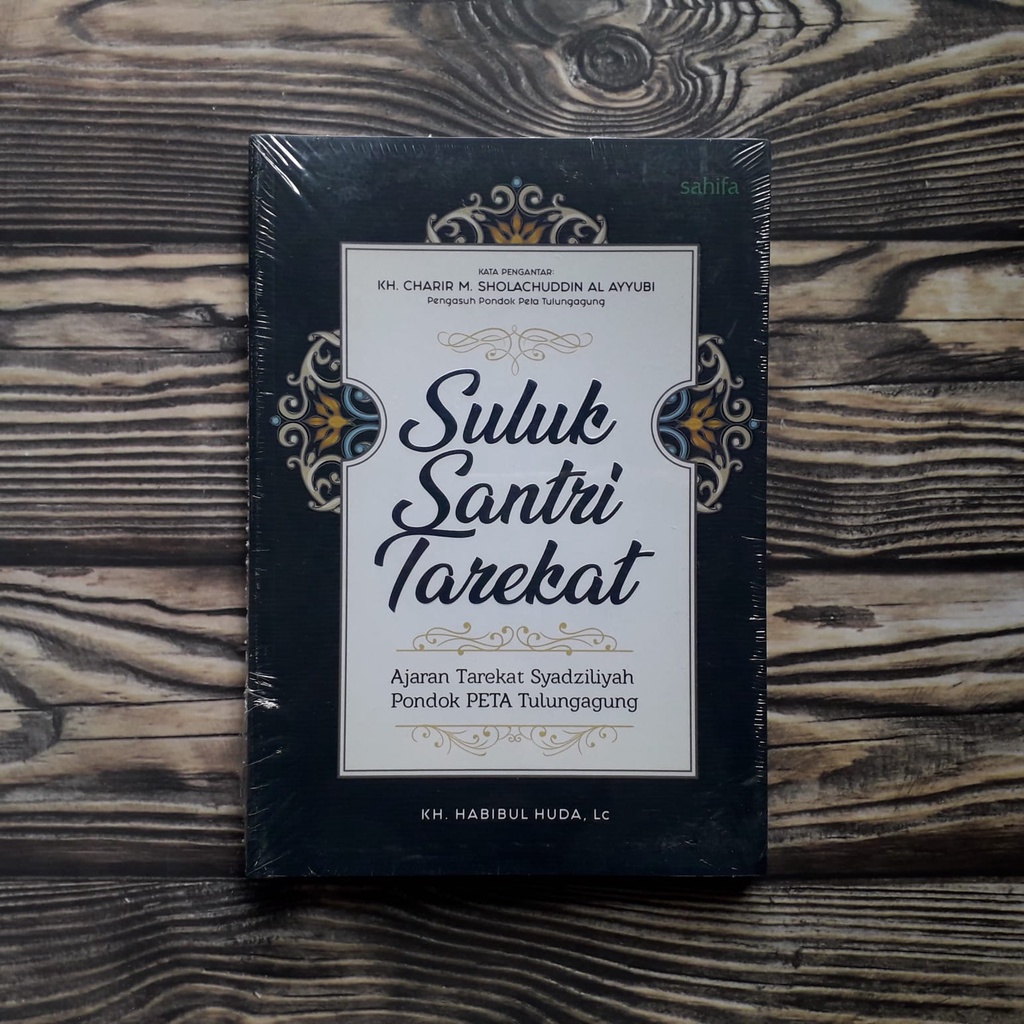 sahifa
KATA PENGANTAR:
KH. CHARIR M. SHOLACHUDDIN AL AYYUBI
Pengasuh Pondok Peta Tulungagung
Suluk
Santri
Tarekat
Ajaran Tarekat Syadziliyah
Pondok PETA Tulungagung
KH. HABIBUL HUDA, Lc